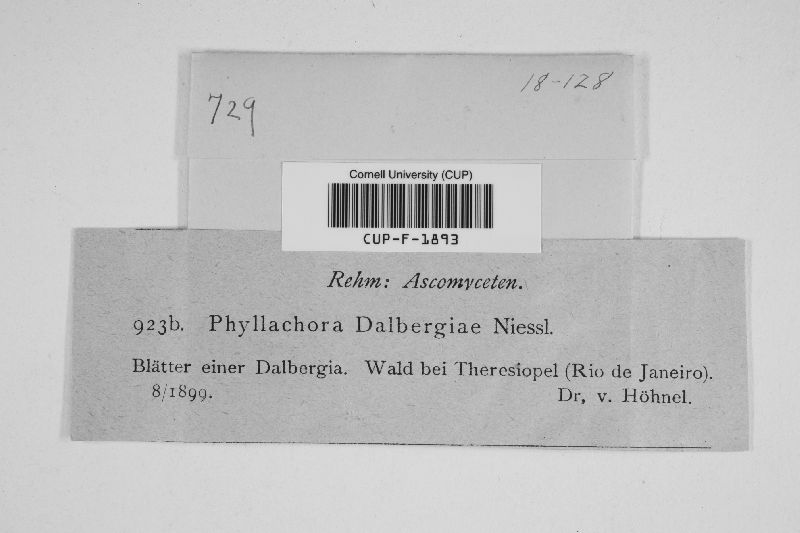 729
18-128
Cornell University (CUP)
CUP-F-1893
Rehm: Ascomyceten.
923b. Phyllachora Dalbergiae Niessl.
Blätter einer Dalbergia. Wald bei Theresiopel (Rio de Janeiro).
8/1899. Dr, v. Höhnel.